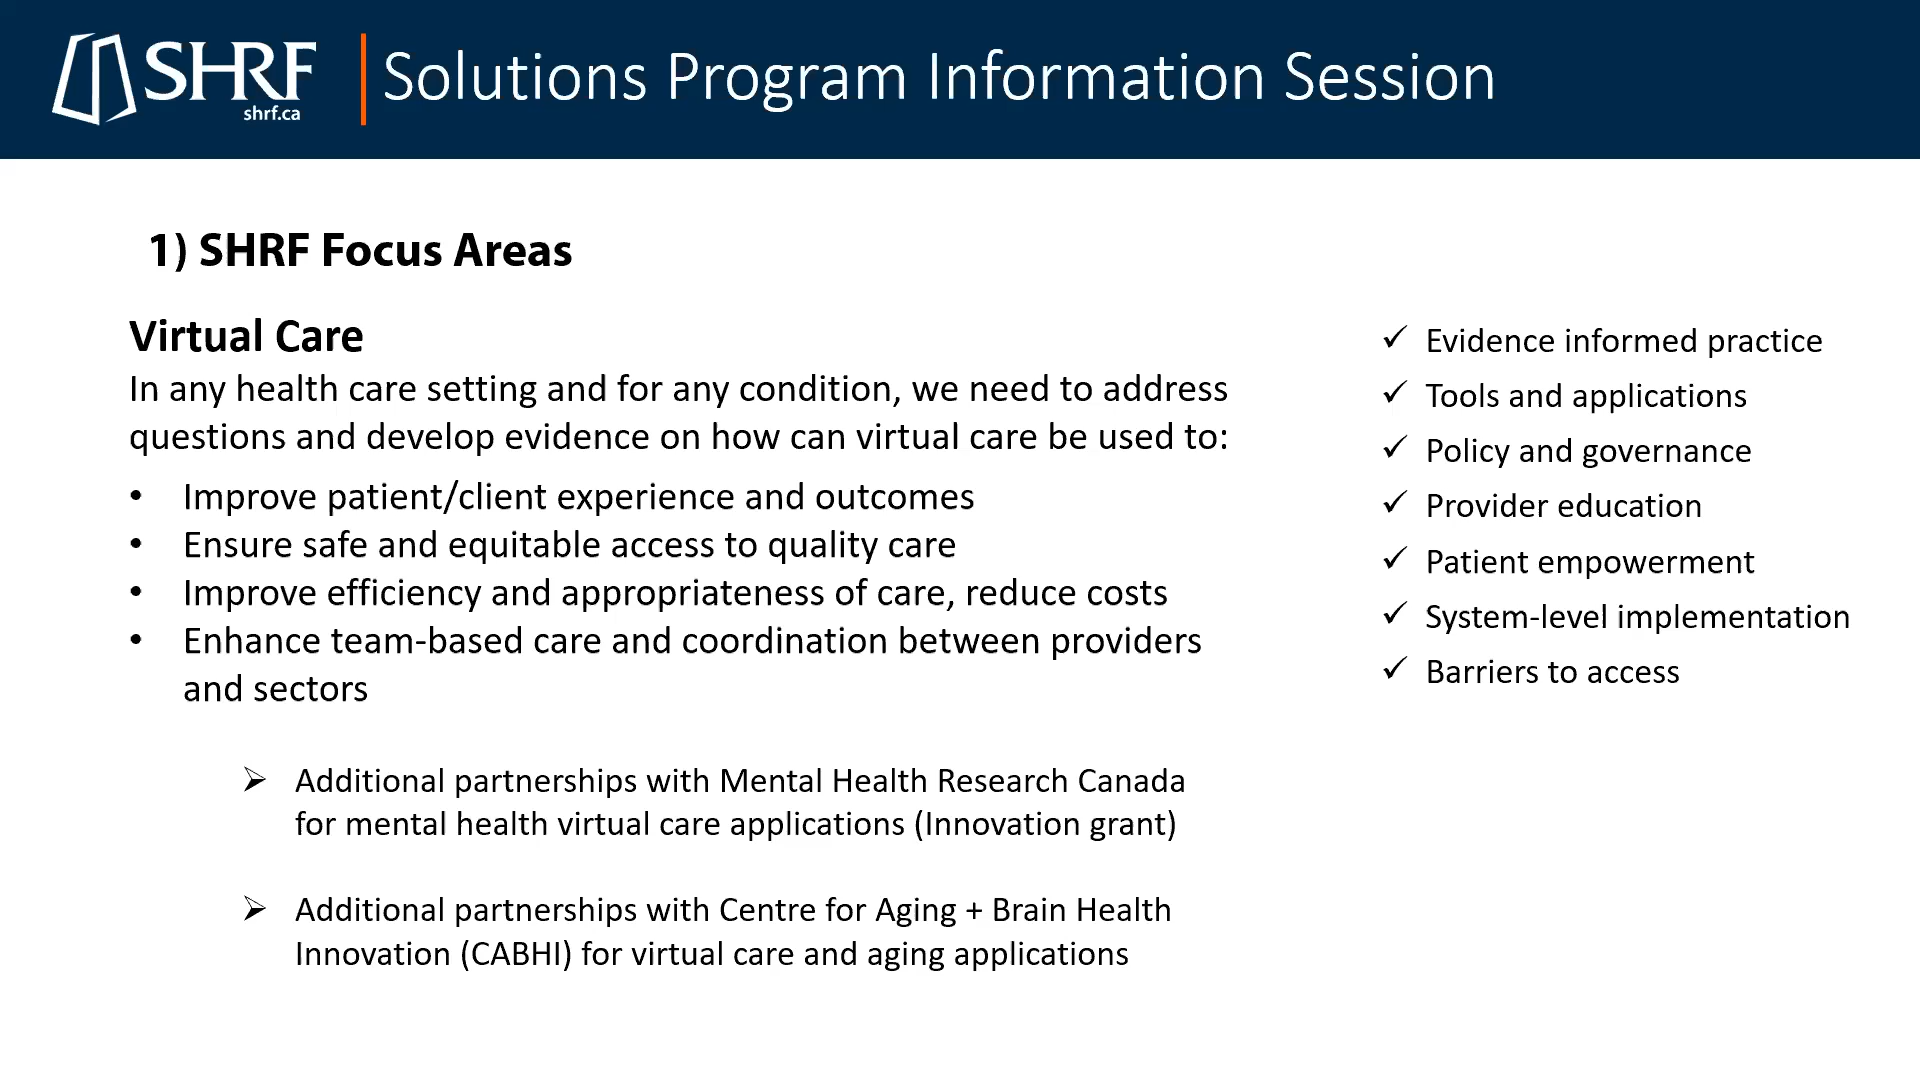 SHRF
shrf.ca
Solutions Program Information Session
1) SHRF Focus Areas
Virtual Care
In any health care setting and for any condition, we need to address
questions and develop evidence on how can virtual care be used to:
• Improve patient/client experience and outcomes
• Ensure safe and equitable access to quality care
• Improve efficiency and appropriateness of care, reduce costs
• Enhance team-based care and coordination between providers
and sectors
➢ Additional partnerships with Mental Health Research Canada
for mental health virtual care applications (Innovation grant)
➢ Additional partnerships with Centre for Aging + Brain Health
Innovation (CABHI) for virtual care and aging applications
✓ Evidence informed practice
✓ Tools and applications
✓ Policy and governance
✓ Provider education
✓ Patient empowerment
✓ System-level implementation
✓ Barriers to access